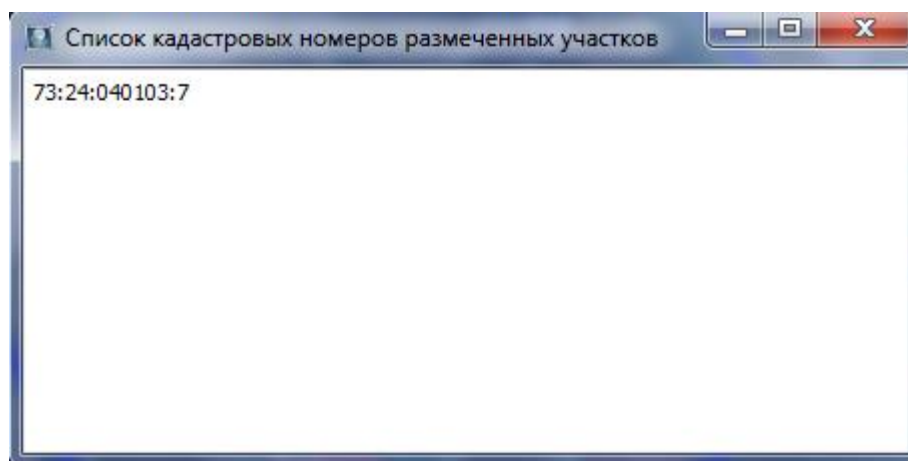 Список кадастровых номеров размеченных участков
73:24:040103:7